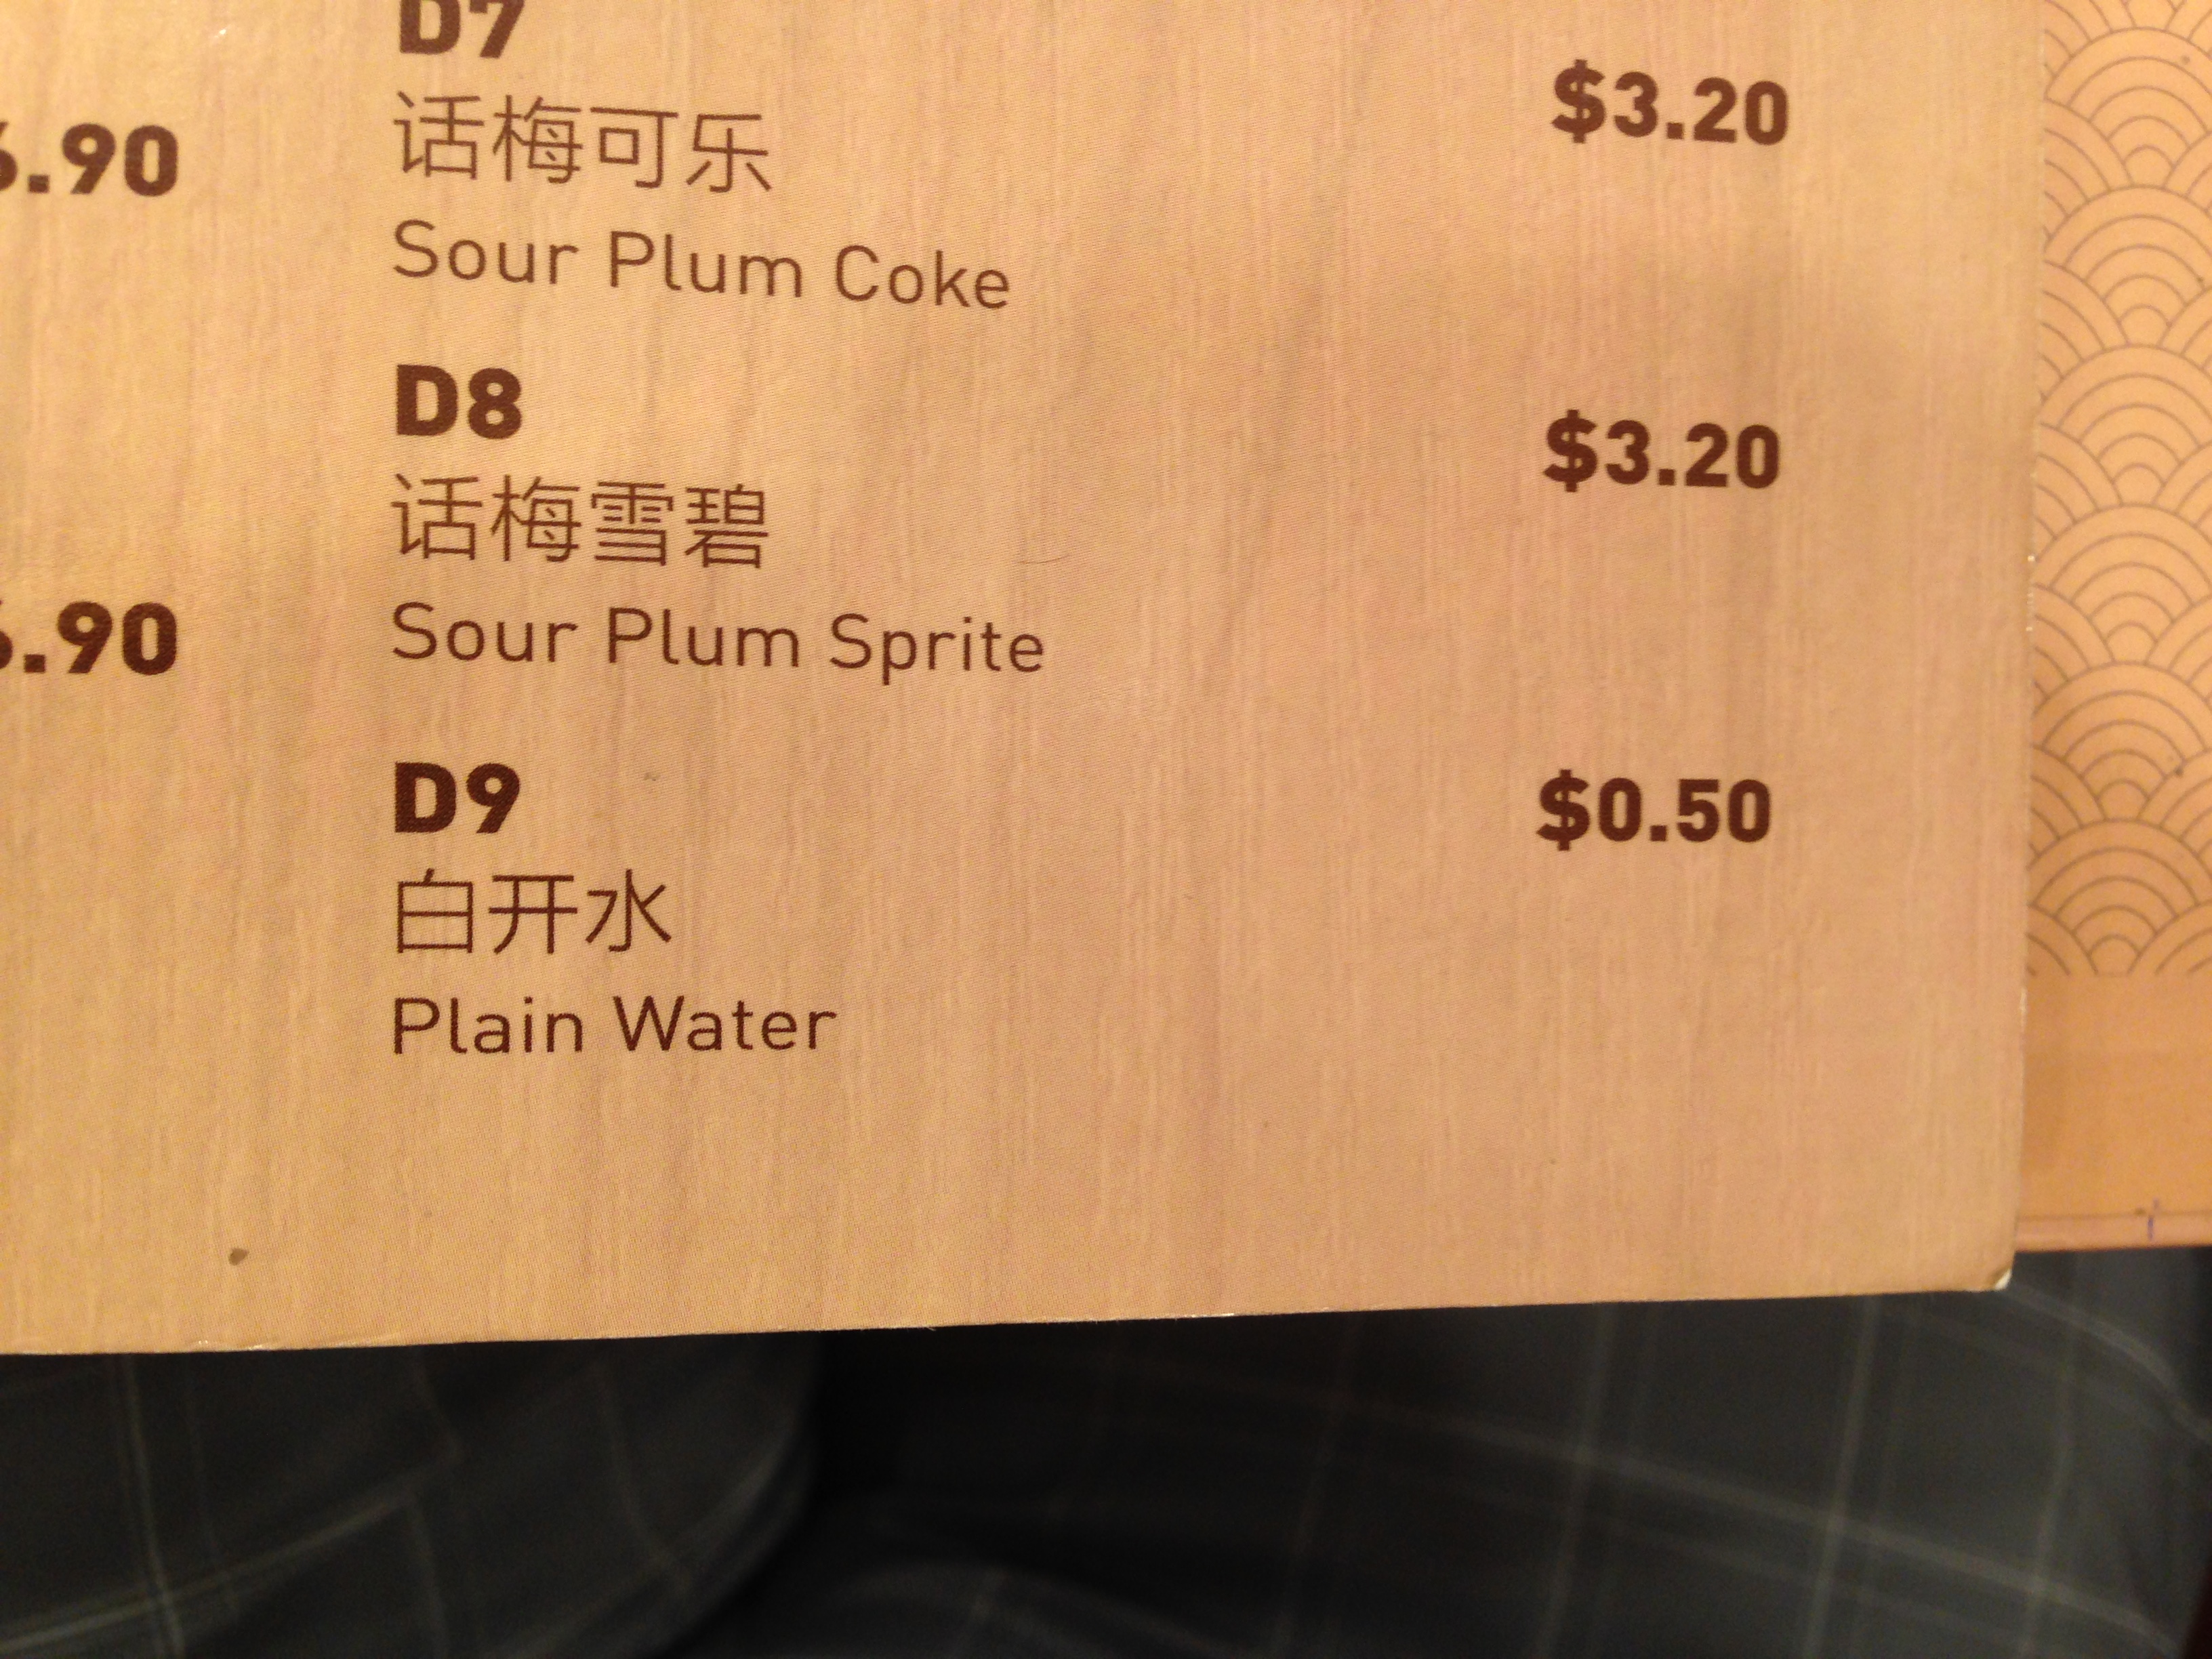 D7
话梅可乐
Sour Plum Coke
$3.20
D8
话梅雪碧
Sour Plum Sprite
$3.20
D9
白开水
Plain Water
$0.50
.90
.90